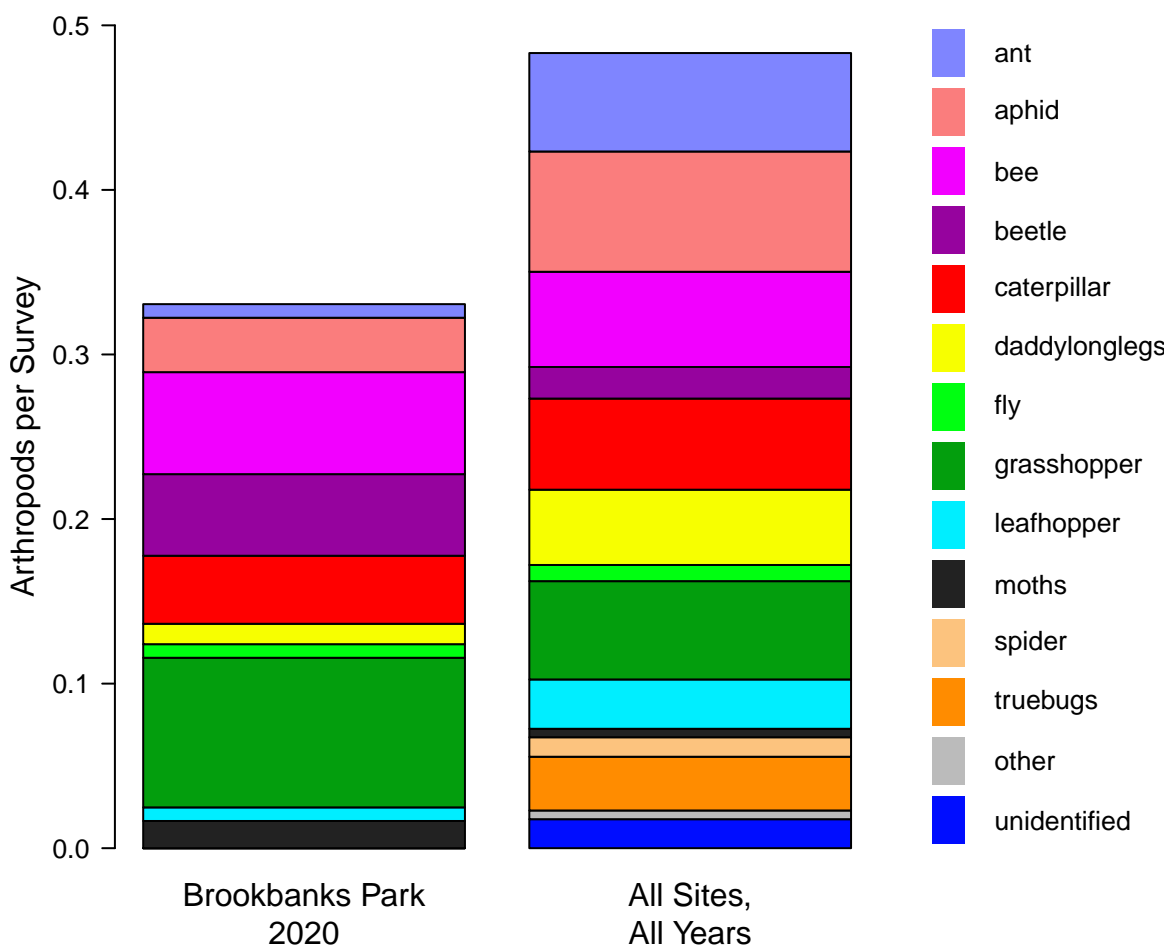 Arthropods per Survey
0.5
0.4
0.3
0.2
0.1
0.0
Brookbanks Park
2020
All Sites,
All Years
ant
aphid
bee
beetle
caterpillar
daddylonglegs
fly
grasshopper
leafhopper
moths
spider
truebugs
other
unidentified